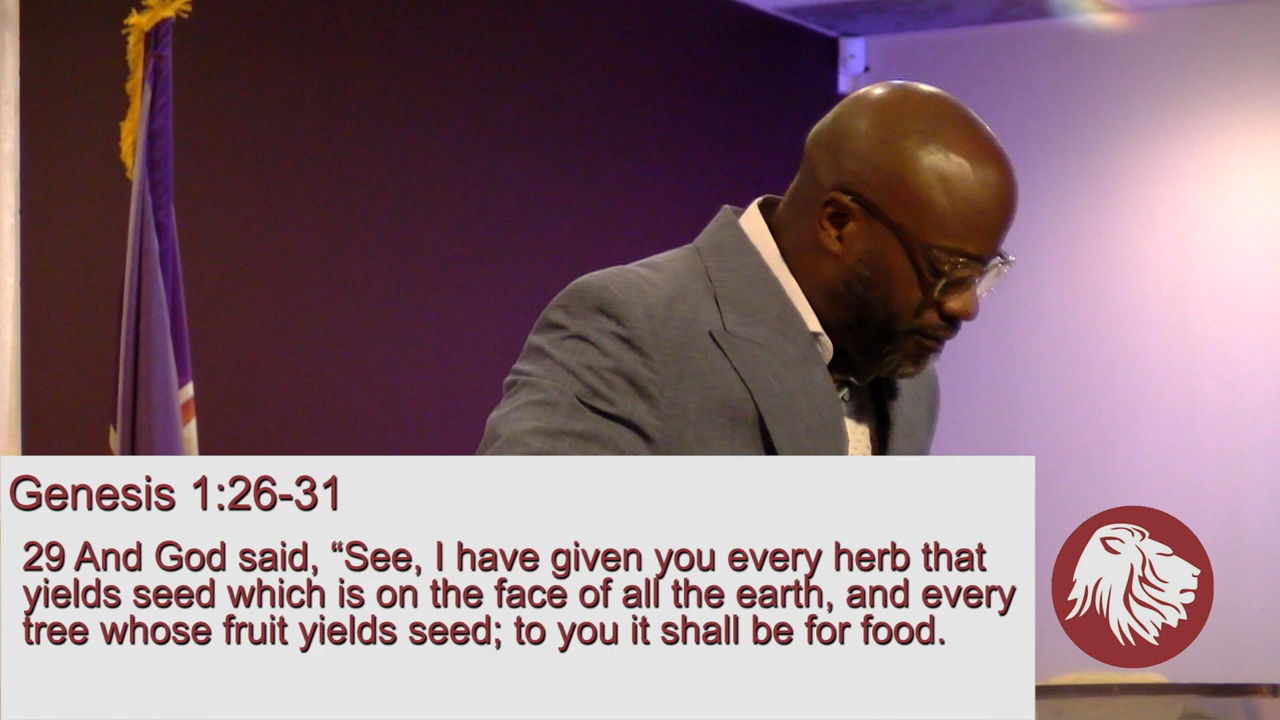 Genesis 1:26-31
29 And God said, “See, I have given you every herb that
yields seed which is on the face of all the earth, and every
tree whose fruit yields seed; to you it shall be for food.